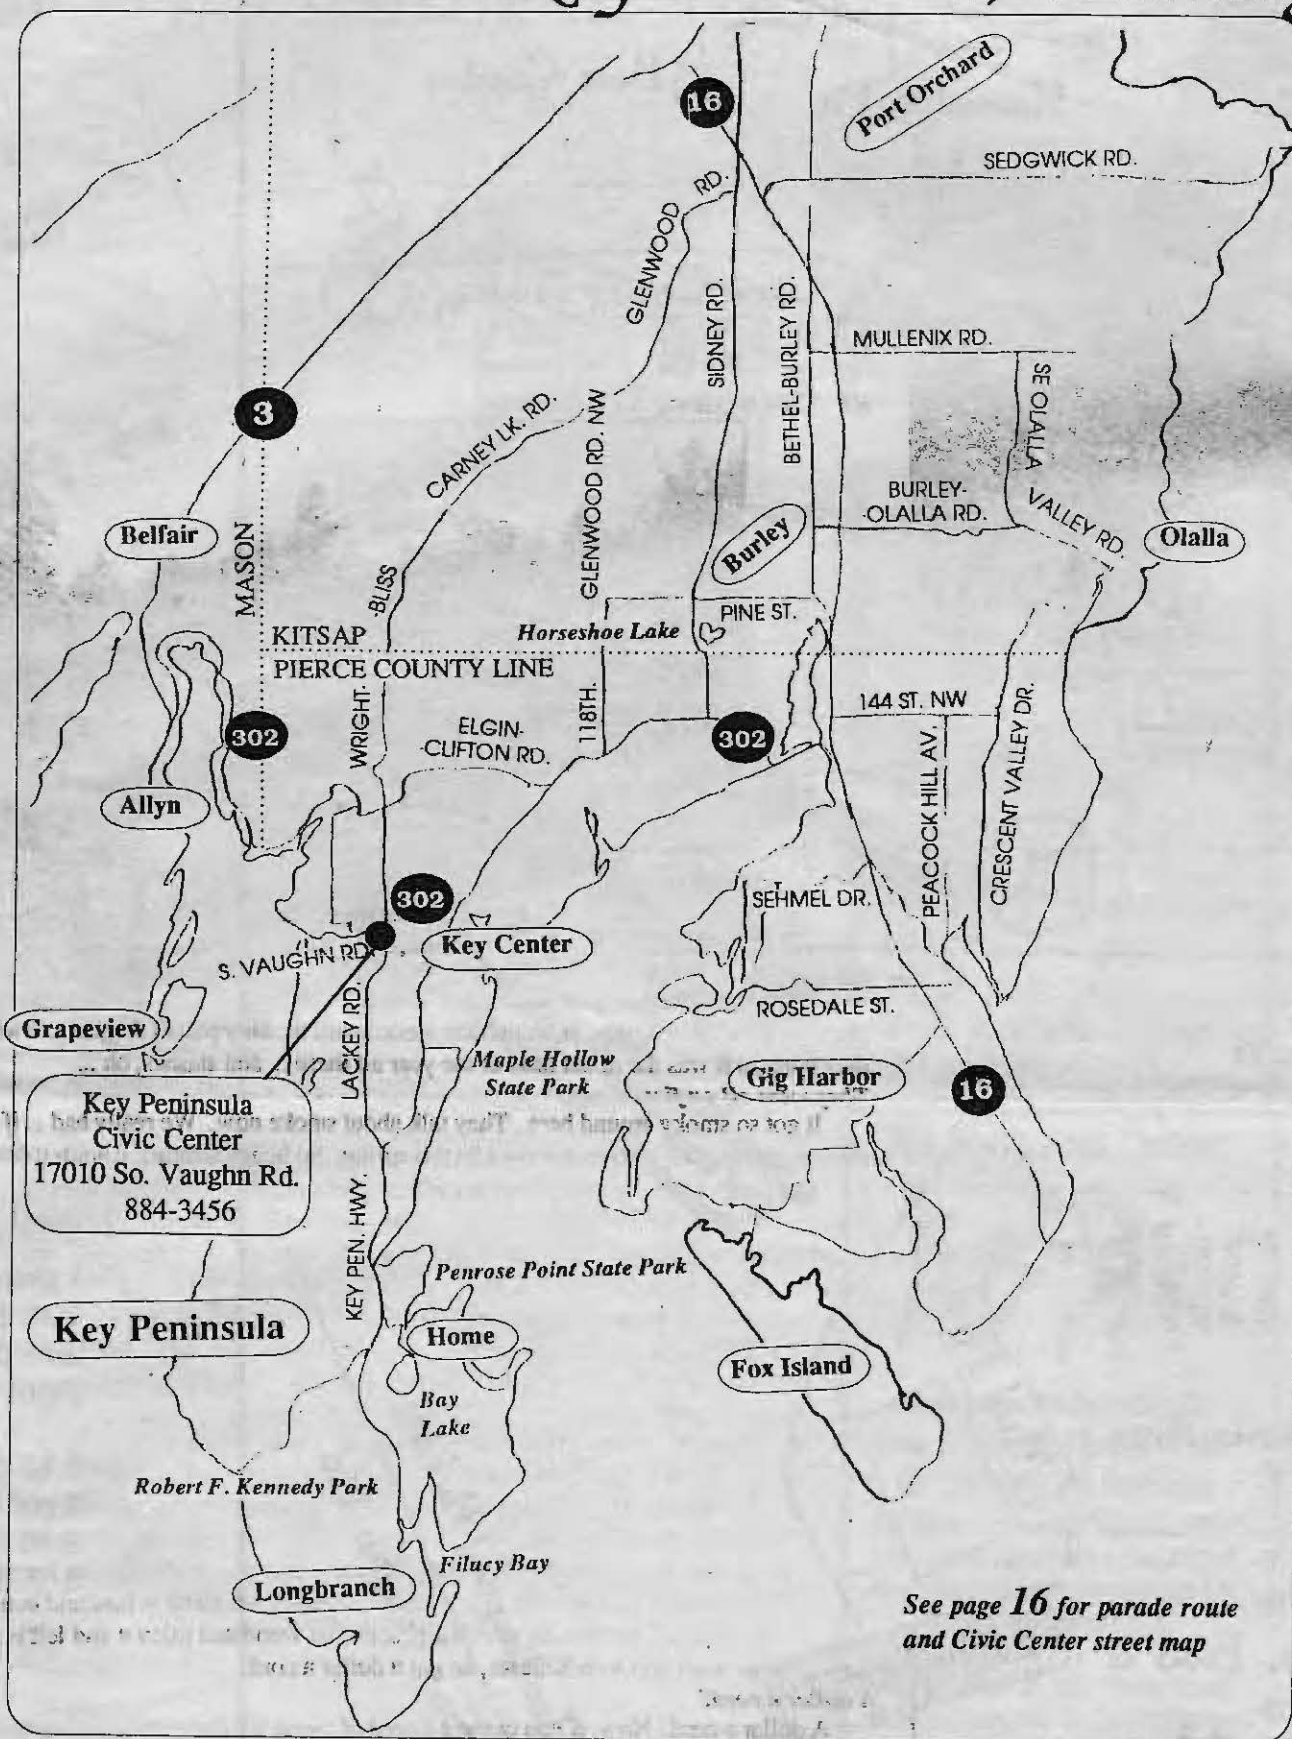 16
Port Orchard
SEDGWICK RD.
GLENWOOD RD.
SIDNEY RD.
BETHEL-BURLEY RD.
MULLENIX RD.
SE OLALLA VALLEY RD.
3
CARNEY LK. RD.
-BLISS
GLENWOOD RD. NW
BURLEY-
-OLALLA RD.
Belfair
MASON
Burley
Olalla
PINE ST.
KITSAP
Horseshoe Lake
PIERCE COUNTY LINE
302
WRIGHT.
ELGIN-
-CLIFTON RD.
118TH.
302
144 ST. NW
PEACOCK HILL AV.
CRESCENT VALLEY DR.
Allyn
302
SEHMEL DR.
S. VAUGHN RD.
Key Center
LACKEY RD.
ROSEDALE ST.
Grapeview
Maple Hollow
State Park
Gig Harbor
16
Key Peninsula
Civic Center
17010 So. Vaughn Rd.
884-3456
KEY PEN. HWY.
Penrose Point State Park
Key Peninsula
Home
Fox Island
Bay
Lake
Robert F. Kennedy Park
Filucy Bay
Longbranch
See page 16 for parade route
and Civic Center street map